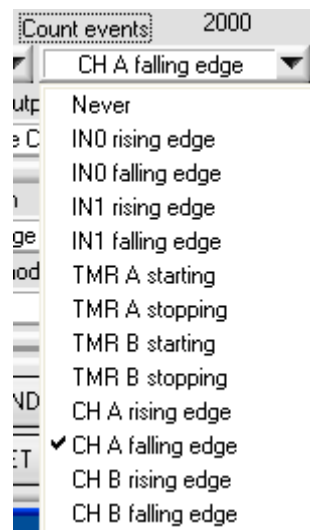 Count events 2000
CH A falling edge
Never
IN0 rising edge
IN0 falling edge
IN1 rising edge
IN1 falling edge
TMR A starting
TMR A stopping
TMR B starting
TMR B stopping
CH A rising edge
CH A falling edge
CH B rising edge
CH B falling edge